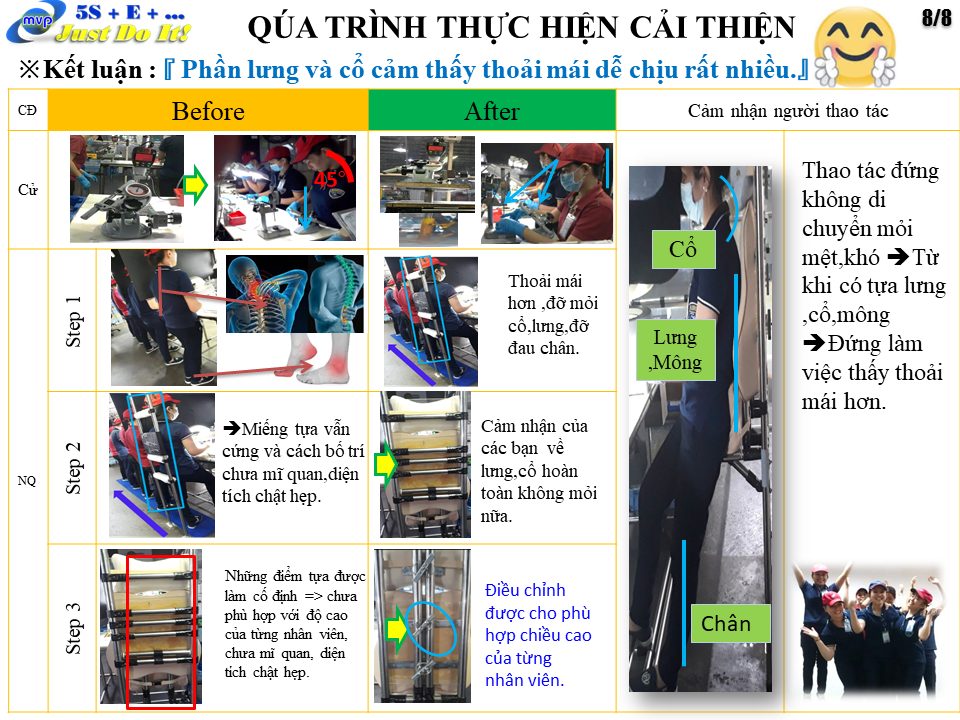 mvp 5S + E + ...
Just Do It!
QÚA TRÌNH THỰC HIỆN CẢI THIỆN
8/8
※Kết luận : 『 Phần lưng và cổ cảm thấy thoải mái dễ chịu rất nhiều.』
CĐ
Before
After
Cảm nhận người thao tác
Cử
45°
NQ
Step 1
Thoải mái
hơn ,đỡ mỏi
cổ,lưng,đỡ
đau chân.
Step 2
➔Miếng tựa vẫn
cứng và cách bố trí
chưa mĩ quan,diện
tích chật hẹp.
Cảm nhận của
các bạn về
lưng,cổ hoàn
toàn không mỏi
nữa.
Step 3
Những điểm tựa được
làm cố định => chưa
phù hợp với độ cao
của từng nhân viên,
chưa mĩ quan, diện
tích chật hẹp.
Điều chỉnh
được cho phù
hợp chiều cao
của từng
nhân viên.
Cổ
Lưng
,Mông
Chân
Thao tác đứng
không di
chuyển mỏi
mệt,khó ➔Từ
khi có tựa lưng
,cổ,mông
➔Đứng làm
việc thấy thoải
mái hơn.